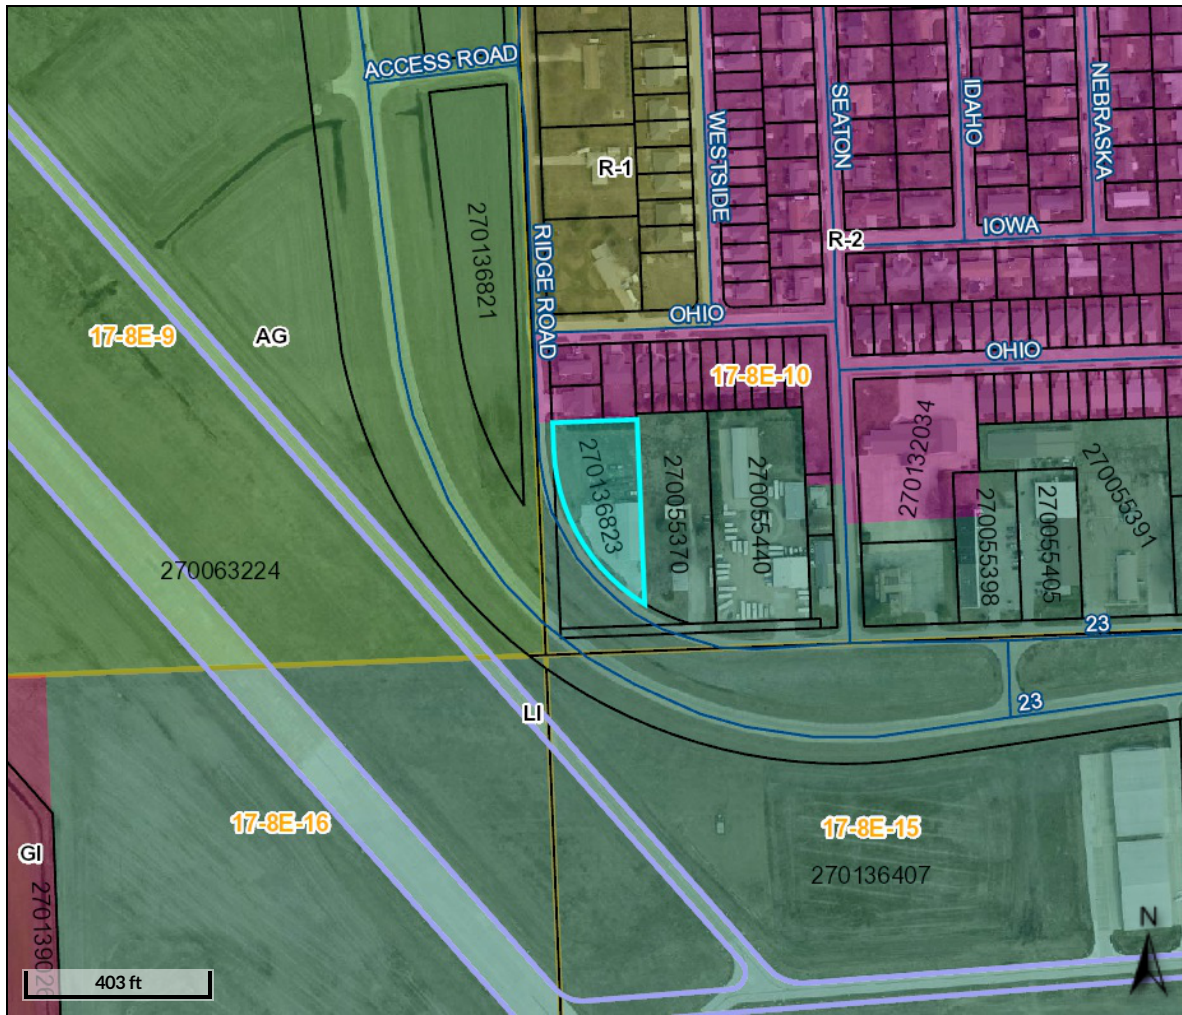 ACCESS ROAD
SEATON
IDAHO
NEBRASKA
WESTSIDE
R-1
270136821
RIDGE ROAD
IOWA
R-2
OHIO
17-8E-9
AG
OHIO
17-8E-10
270136823
270055370
270055440
270132034
270055398
270055405
270055391
270063224
23
23
LI
17-8E-16
17-8E-15
GI
270136407
270139026
N
403 ft